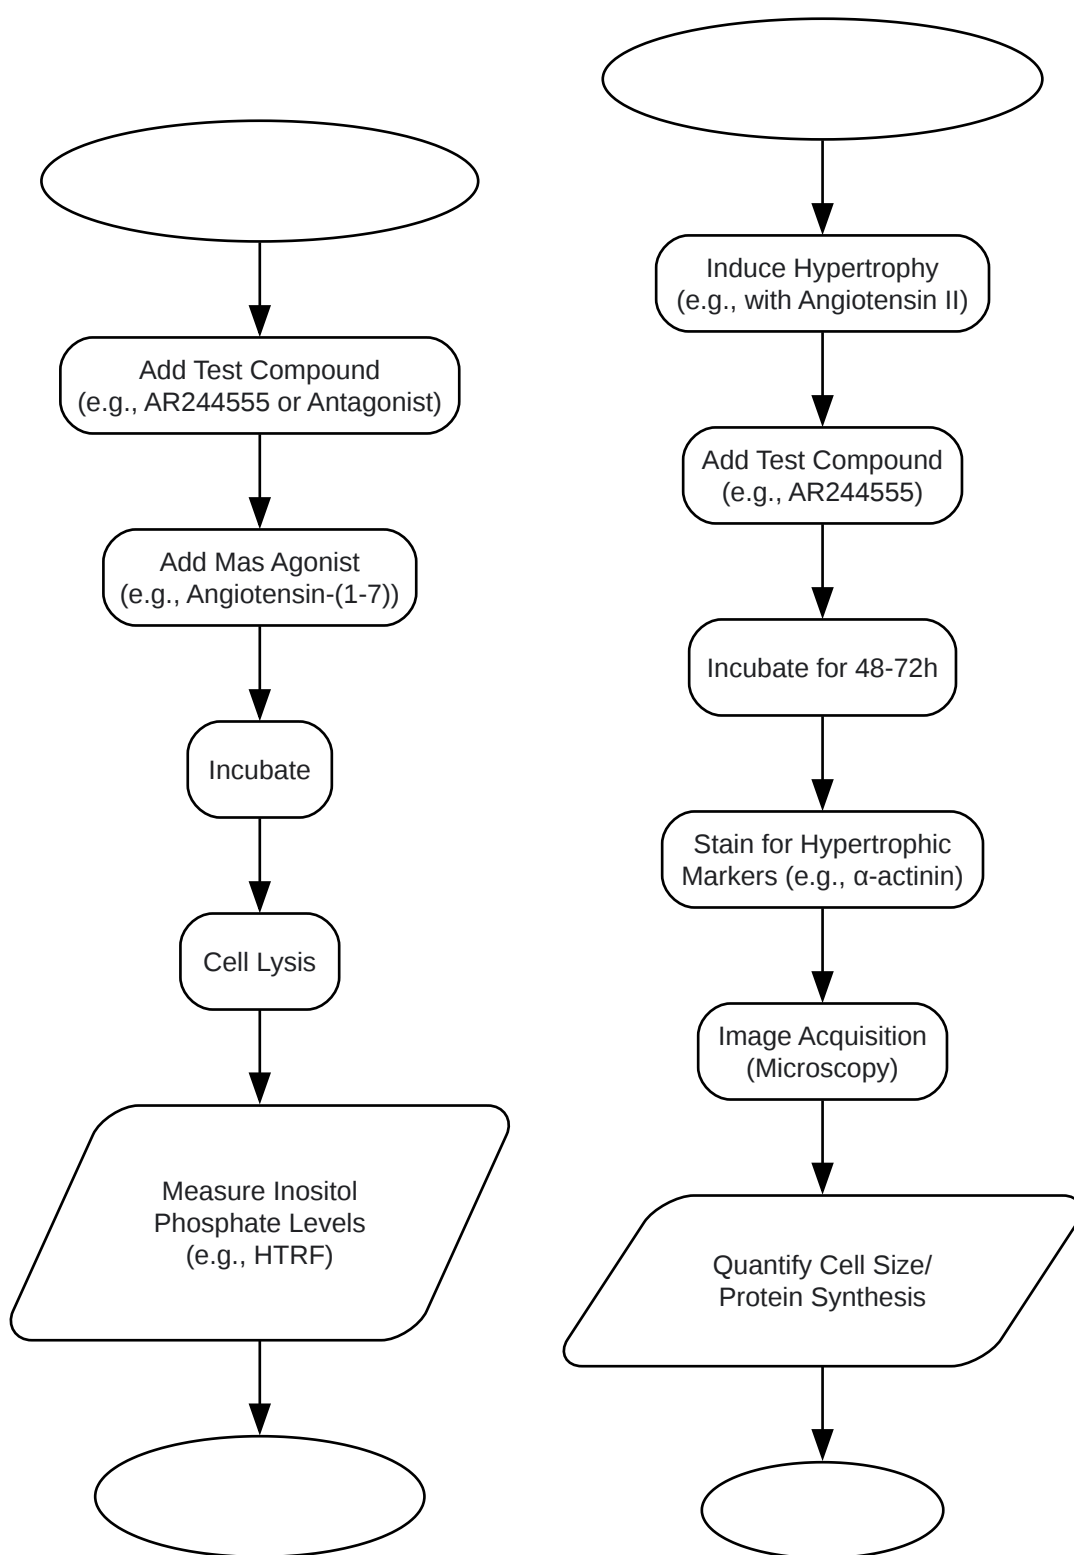 Add Test Compound
(e.g., AR244555 or Antagonist)
Add Mas Agonist
(e.g., Angiotensin-(1-7))
Incubate
Cell Lysis
Measure Inositol
Phosphate Levels
(e.g., HTRF)
Induce Hypertrophy
(e.g., with Angiotensin II)
Add Test Compound
(e.g., AR244555)
Incubate for 48-72h
Stain for Hypertrophic
Markers (e.g., α-actinin)
Image Acquisition
(Microscopy)
Quantify Cell Size/
Protein Synthesis